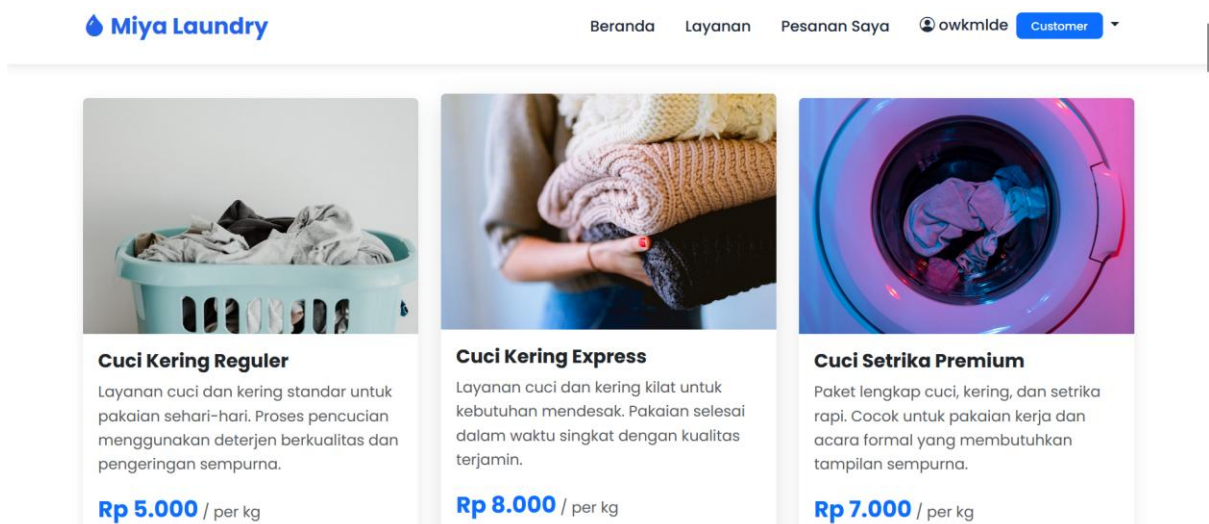 Miya Laundry
Beranda Layanan Pesanan Saya owkmlde Customer
Cuci Kering Reguler
Layanan cuci dan kering standar untuk
pakaian sehari-hari. Proses pencucian
menggunakan deterjen berkualitas dan
pengeringan sempurna.
Rp 5.000 / per kg
Cuci Kering Express
Layanan cuci dan kering kilat untuk
kebutuhan mendesak. Pakaian selesai
dalam waktu singkat dengan kualitas
terjamin.
Rp 8.000 / per kg
Cuci Setrika Premium
Paket lengkap cuci, kering, dan setrika
rapi. Cocok untuk pakaian kerja dan
acara formal yang membutuhkan
tampilan sempurna.
Rp 7.000 / per kg